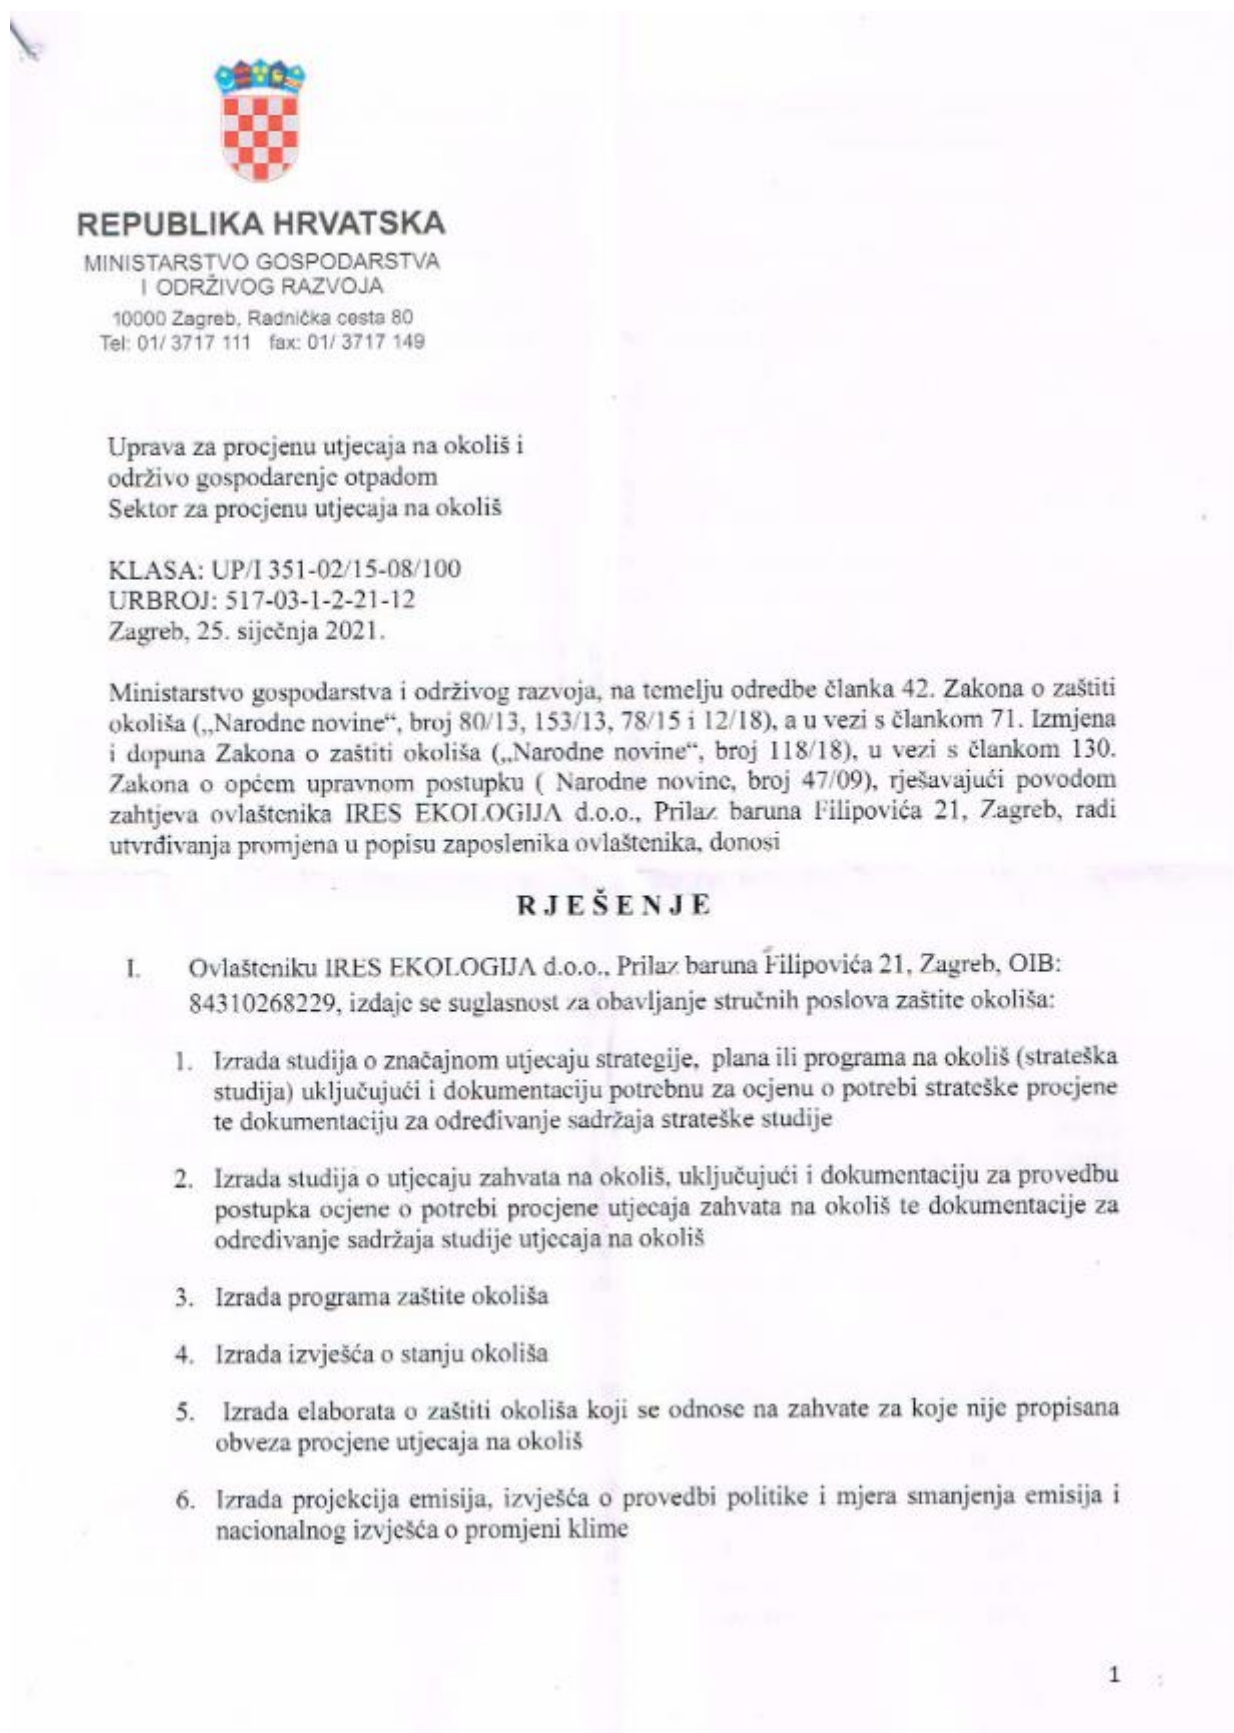 REPUBLIKA HRVATSKA
MINISTARSTVO GOSPODARSTVA
I ODRŽIVOG RAZVOJA
10000 Zagreb, Radnička cesta 80
Tel: 01/ 3717 111 fax: 01/ 3717 149
Uprava za procjenu utjecaja na okoliš i
održivo gospodarenje otpadom
Sektor za procjenu utjecaja na okoliš
KLASA: UP/I 351-02/15-08/100
URBROJ: 517-03-1-2-21-12
Zagreb, 25. siječnja 2021.
Ministarstvo gospodarstva i održivog razvoja, na temelju odredbe članka 42. Zakona o zaštiti
okoliša („Narodne novine“, broj 80/13, 153/13, 78/15 i 12/18), a u vezi s člankom 71. Izmjena
i dopuna Zakona o zaštiti okoliša („Narodne novine“, broj 118/18), u vezi s člankom 130.
Zakona o općem upravnom postupku ( Narodne novine, broj 47/09), rješavajući povodom
zahtjeva ovlaštenika IRES EKOLOGIJA d.o.o., Prilaz baruna Filipovića 21, Zagreb, radi
utvrđivanja promjena u popisu zaposlenika ovlaštenika, donosi
R J E Š E N J E
I. Ovlašteniku IRES EKOLOGIJA d.o.o., Prilaz baruna Filipovića 21, Zagreb, OIB:
84310268229, izdaje se suglasnost za obavljanje stručnih poslova zaštite okoliša:
1. Izrada studija o značajnom utjecaju strategije, plana ili programa na okoliš (strateška
studija) uključujući i dokumentaciju potrebnu za ocjenu o potrebi strateške procjene
te dokumentaciju za određivanje sadržaja strateške studije
2. Izrada studija o utjecaju zahvata na okoliš, uključujući i dokumentaciju za provedbu
postupka ocjene o potrebi procjene utjecaja zahvata na okoliš te dokumentacije za
određivanje sadržaja studije utjecaja na okoliš
3. Izrada programa zaštite okoliša
4. Izrada izvješća o stanju okoliša
5. Izrada elaborata o zaštiti okoliša koji se odnose na zahvate za koje nije propisana
obveza procjene utjecaja na okoliš
6. Izrada projekcija emisija, izvješća o provedbi politike i mjera smanjenja emisija i
nacionalnog izvješća o promjeni klime
1